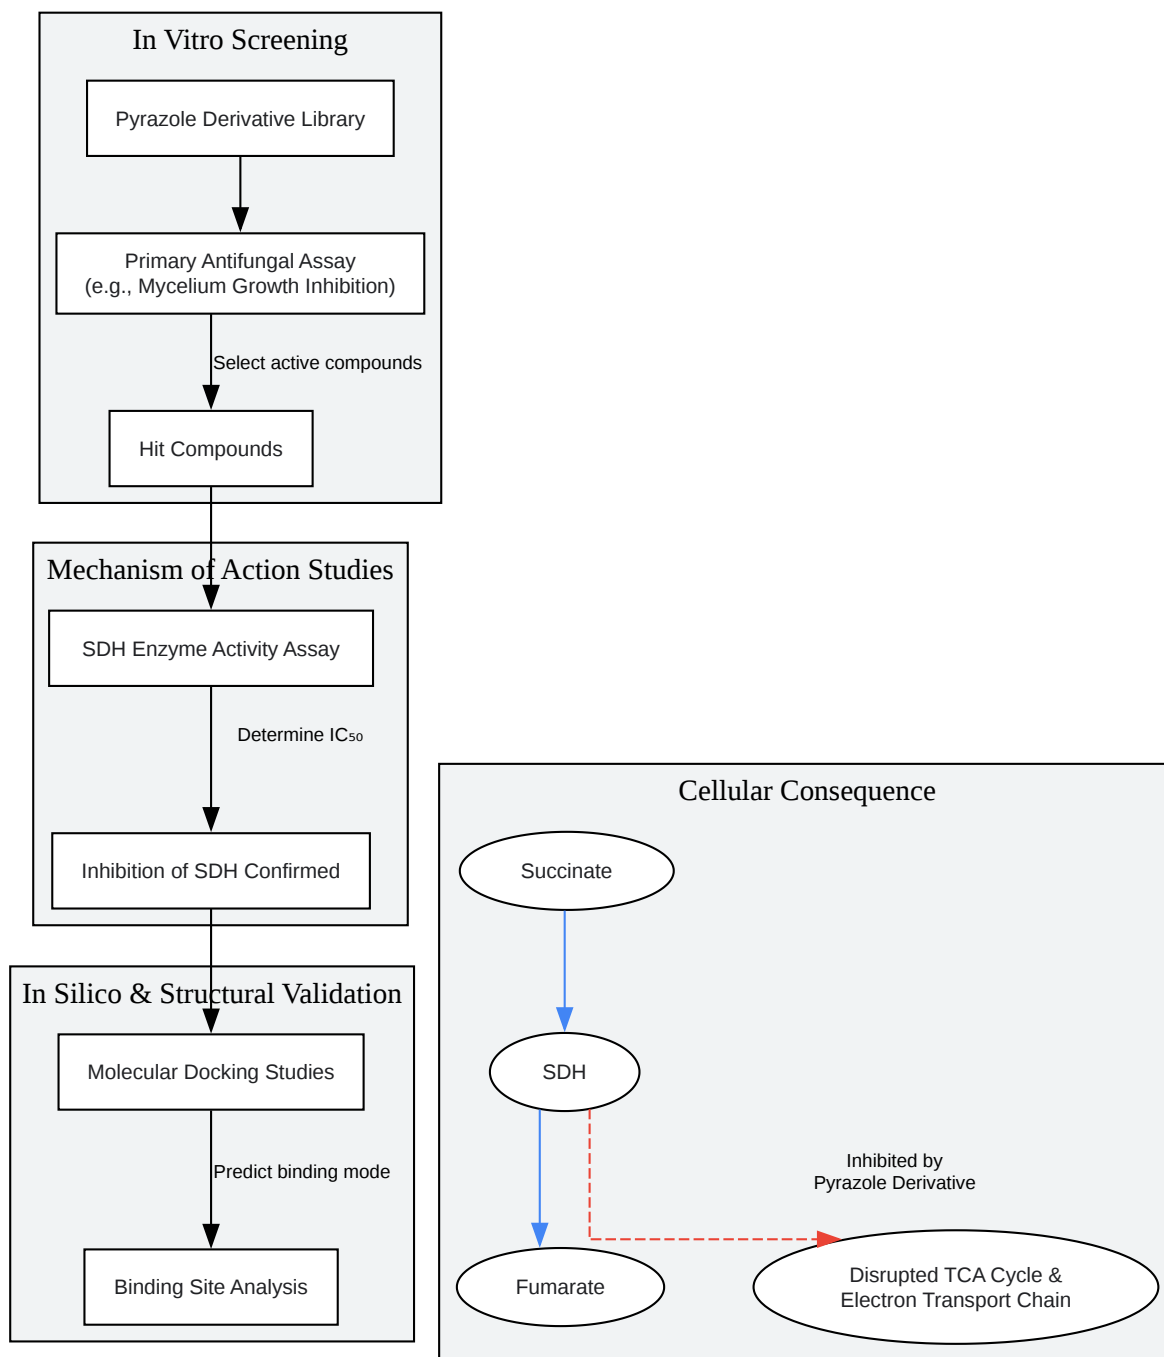 In Vitro Screening
Pyrazole Derivative Library
Primary Antifungal Assay
(e.g., Mycelium Growth Inhibition)
Select active compounds
Hit Compounds
Mechanism of Action Studies
SDH Enzyme Activity Assay
Determine IC₅₀
Inhibition of SDH Confirmed
In Silico & Structural Validation
Molecular Docking Studies
Predict binding mode
Binding Site Analysis
Cellular Consequence
Succinate
SDH
Inhibited by
Pyrazole Derivative
Fumarate
Disrupted TCA Cycle &
Electron Transport Chain